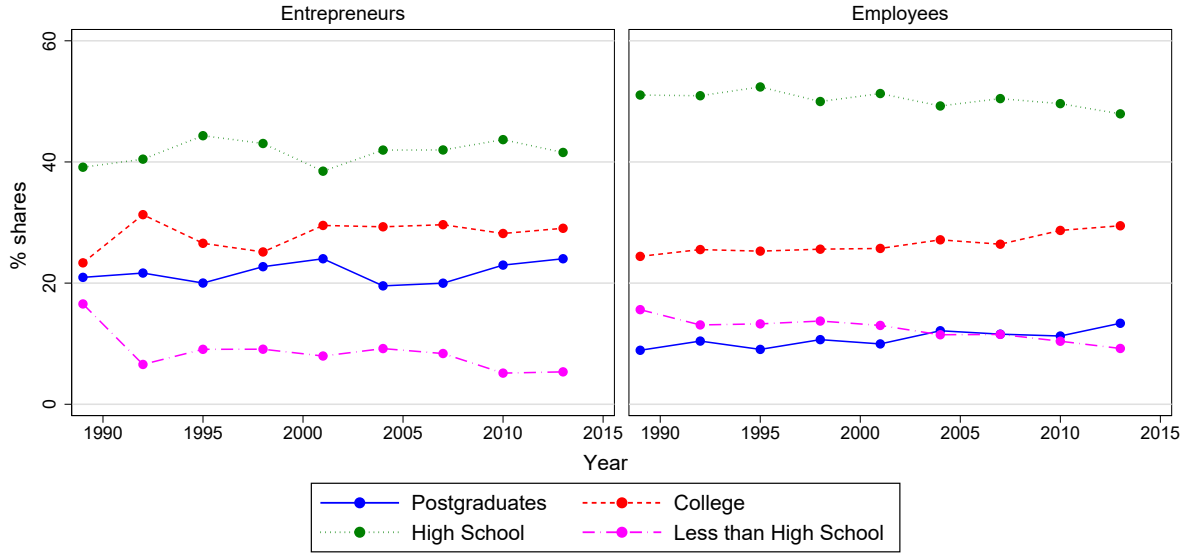 Entrepreneurs
Employees
% shares
60
40
20
0
1990 1995 2000 2005 2010 2015
1990 1995 2000 2005 2010 2015
Year
Postgraduates College
High School Less than High School